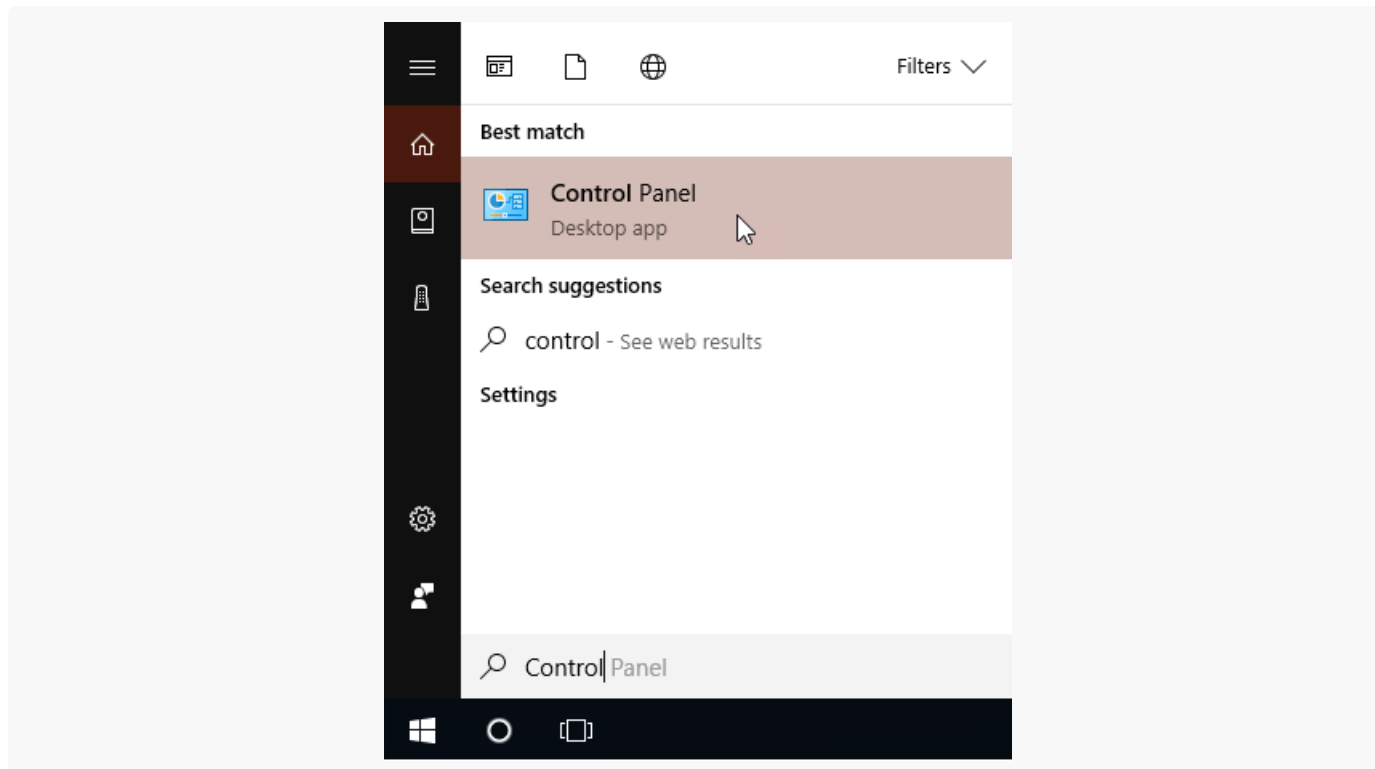 Filters
Best match
Control Panel
Desktop app
Search suggestions
control - See web results
Settings
Control Panel